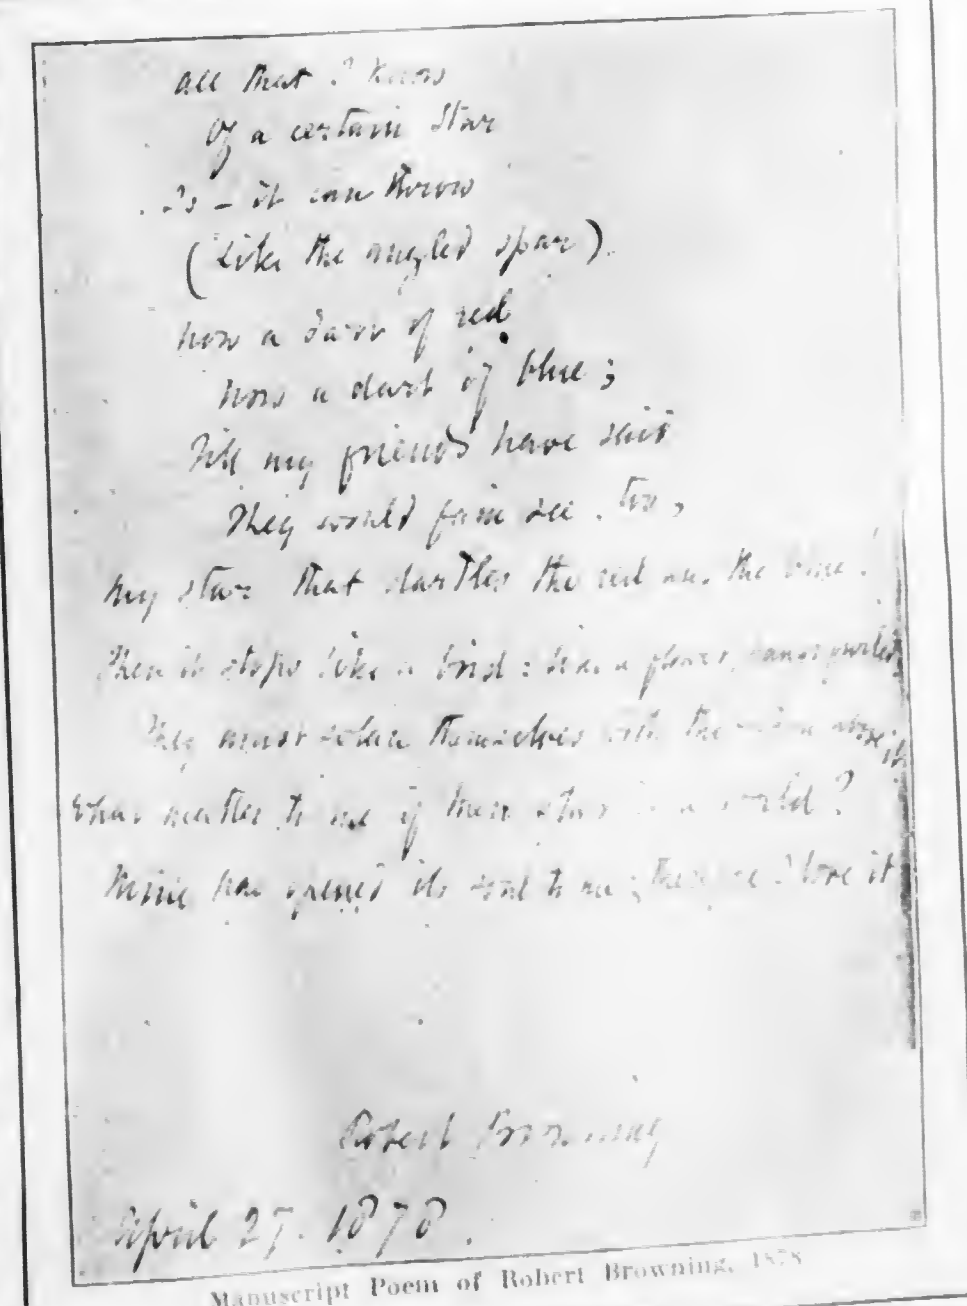 All that I know
Of a certain star
Is – it can throw
(Like the angled spar)
Now a dart of red
Now a dart of blue;
Till my friends have said
They would fain see, too,
My star that dartles the red and the blue!
Then it stops like a bird: like a flower, hangs furled
They must solace themselves with the Saturn above it
What matter to me if their star is a world?
Mine has opened its soul to me; therefore I love it
Robert Browning
April 27. 1878.
Manuscript Poem of Robert Browning, 1878